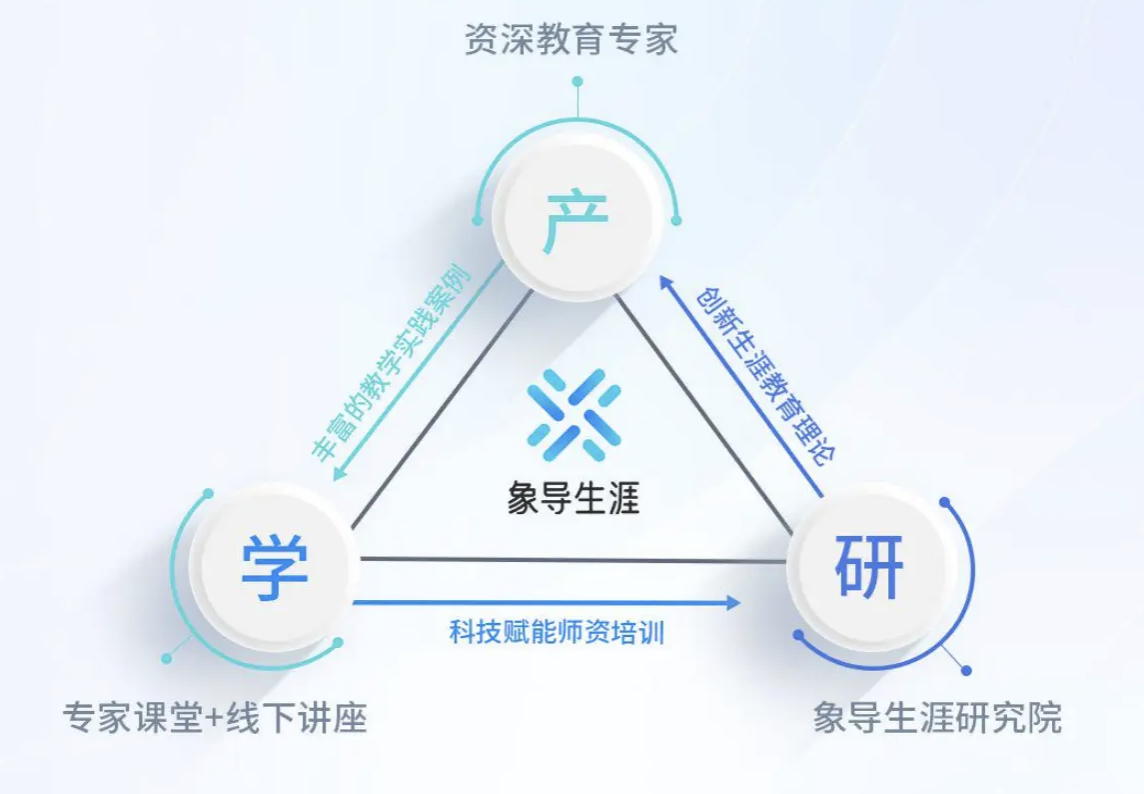 资深教育专家
产
丰富的教学实践案例
创新生涯教育理论
象导生涯
学
研
科技赋能师资培训
专家课堂+线下讲座
象导生涯研究院